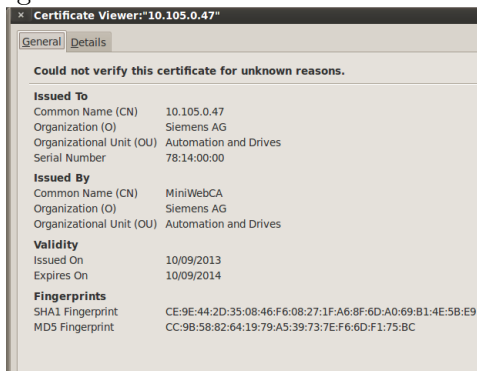 × Certificate Viewer:"10.105.0.47"
General Details
Could not verify this certificate for unknown reasons.
Issued To
Common Name (CN) 10.105.0.47
Organization (O) Siemens AG
Organizational Unit (OU) Automation and Drives
Serial Number 78:14:00:00
Issued By
Common Name (CN) MiniWebCA
Organization (O) Siemens AG
Organizational Unit (OU) Automation and Drives
Validity
Issued On 10/09/2013
Expires On 10/09/2014
Fingerprints
SHA1 Fingerprint CE:9E:44:2D:35:08:46:F6:08:27:1F:A6:8F:6D:A0:69:B1:4E:5B:E9
MD5 Fingerprint CC:9B:58:82:64:19:79:A5:39:73:7E:F6:6D:F1:75:BC